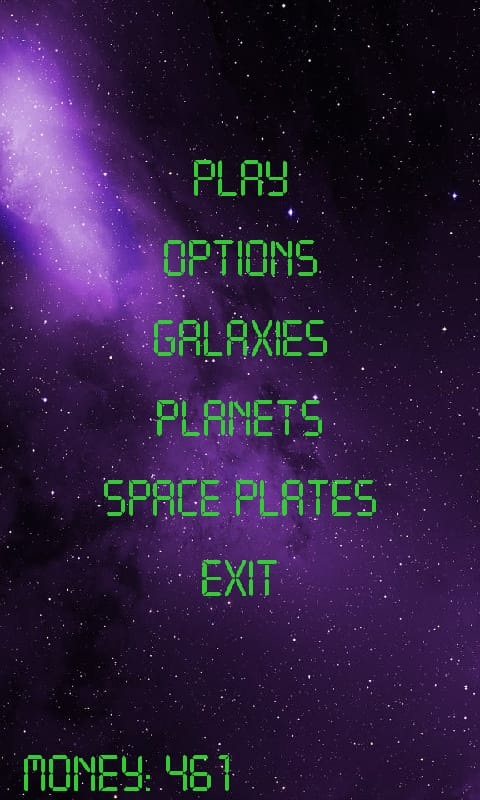 PLAY
OPTIONS
GALAXIES
PLANETS
SPACE PLATES
EXIT
MONEY: 461